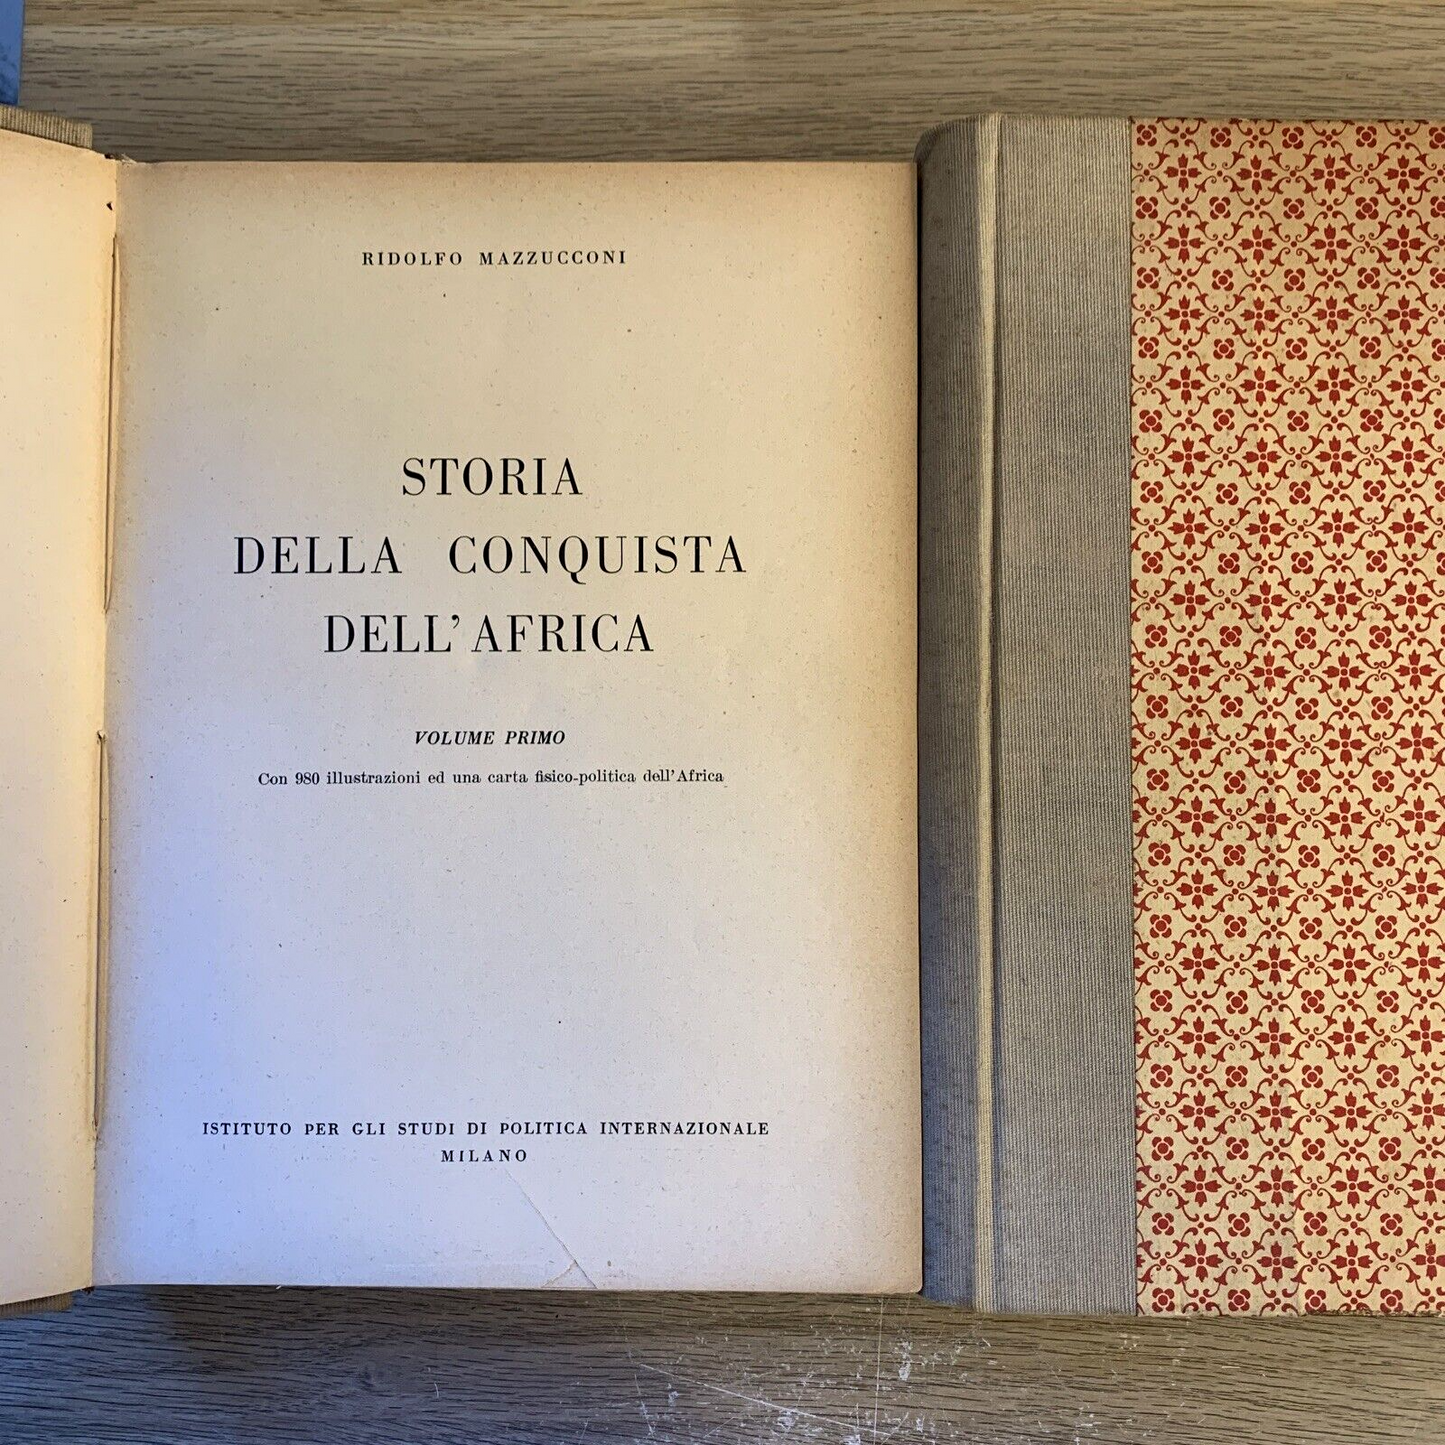 RIDOLFO MAZZUCCONI
STORIA
DELLA CONQUISTA
DELL'AFRICA
VOLUME PRIMO
Con 980 illustrazioni ed una carta fisico-politica dell'Africa
ISTITUTO PER GLI STUDI DI POLITICA INTERNAZIONALE
MILANO